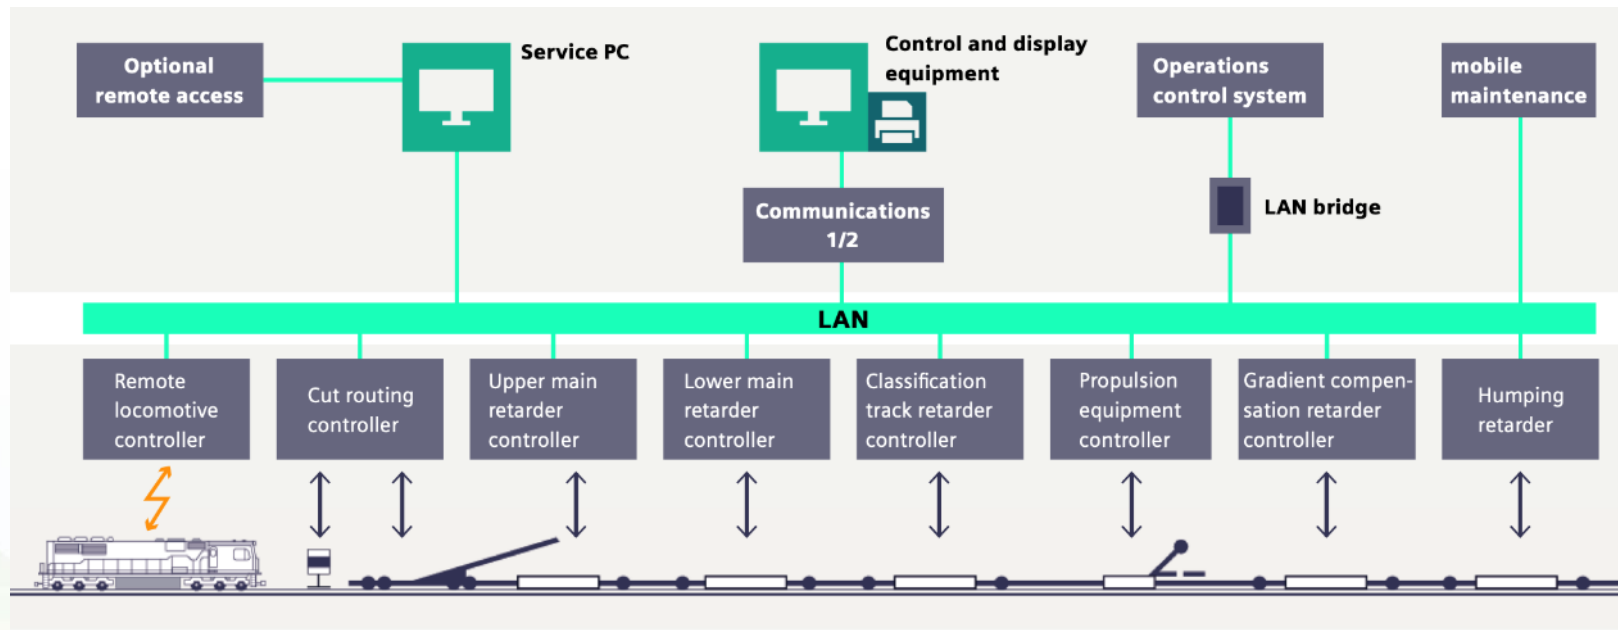 Optional
remote access
Service PC
Control and display
equipment
Operations
control system
mobile
maintenance
Communications
1/2
LAN bridge
LAN
Remote
locomotive
controller
Cut routing
controller
Upper main
retarder
controller
Lower main
retarder
controller
Classification
track retarder
controller
Propulsion
equipment
controller
Gradient compen-
sation retarder
controller
Humping
retarder